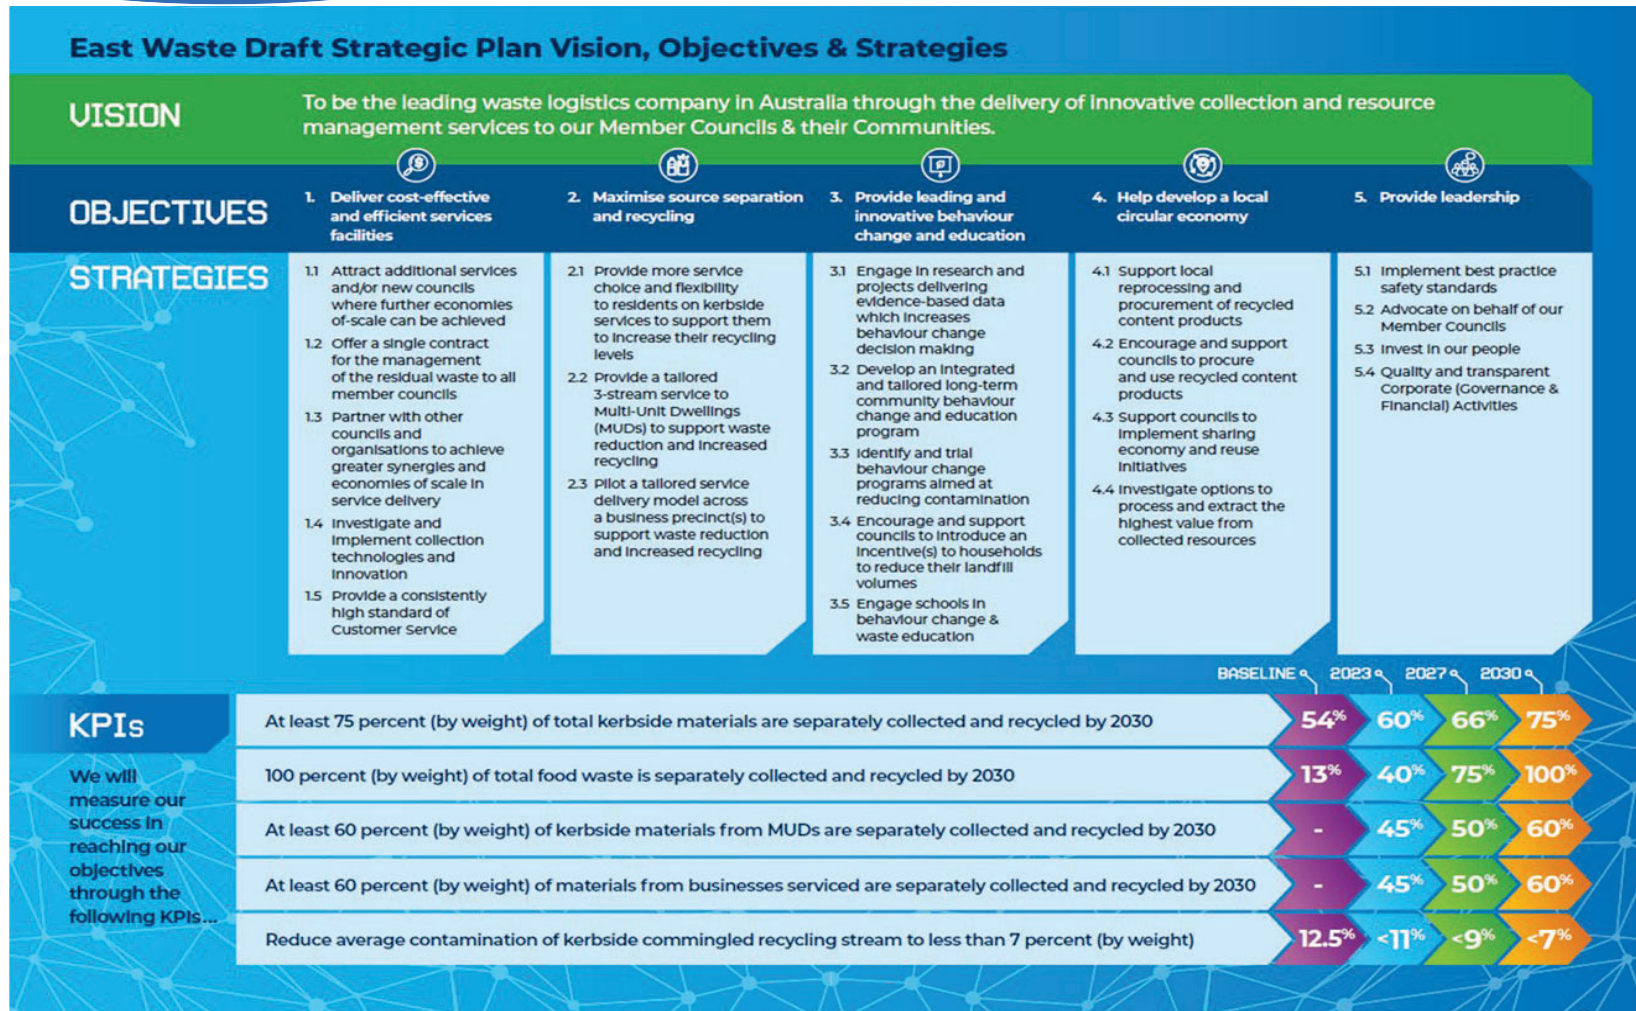 East Waste Draft Strategic Plan Vision, Objectives & Strategies
VISION
To be the leading waste logistics company in Australia through the delivery of innovative collection and resource
management services to our Member Councils & their Communities.
OBJECTIVES
1. Deliver cost-effective
and efficient services
facilities
2. Maximise source separation
and recycling
3. Provide leading and
innovative behaviour
change and education
4. Help develop a local
circular economy
5. Provide leadership
STRATEGIES
1.1 Attract additional services
and/or new councils
where further economies
of-scale can be achieved
1.2 Offer a single contract
for the management
of the residual waste to all
member councils
1.3 Partner with other
councils and
organisations to achieve
greater synergies and
economies of scale in
service delivery
1.4 Investigate and
implement collection
technologies and
innovation
1.5 Provide a consistently
high standard of
Customer Service
2.1 Provide more service
choice and flexibility
to residents on kerbside
services to support them
to increase their recycling
levels
2.2 Provide a tailored
3-stream service to
Multi-Unit Dwellings
(MUDs) to support waste
reduction and increased
recycling
2.3 Pilot a tailored service
delivery model across
a business precinct(s) to
support waste reduction
and increased recycling
3.1 Engage in research and
projects delivering
evidence-based data
which increases
behaviour change
decision making
3.2 Develop an integrated
and tailored long-term
community behaviour
change and education
program
3.3 Identify and trial
behaviour change
programs aimed at
reducing contamination
3.4 Encourage and support
councils to introduce an
incentive(s) to households
to reduce their landfill
volumes
3.5 Engage schools in
behaviour change &
waste education
4.1 Support local
reprocessing and
procurement of recycled
content products
4.2 Encourage and support
councils to procure
and use recycled content
products
4.3 Support councils to
implement sharing
economy and reuse
initiatives
4.4 Investigate options to
process and extract the
highest value from
collected resources
5.1 Implement best practice
safety standards
5.2 Advocate on behalf of our
Member Councils
5.3 Invest in our people
5.4 Quality and transparent
Corporate (Governance &
Financial) Activities
BASELINE 2023 2027 2030
KPIs
We will
measure our
success in
reaching our
objectives
through the
following KPIs...
At least 75 percent (by weight) of total kerbside materials are separately collected and recycled by 2030 54% 60% 66% 75%
100 percent (by weight) of total food waste is separately collected and recycled by 2030 13% 40% 75% 100%
At least 60 percent (by weight) of kerbside materials from MUDs are separately collected and recycled by 2030 - 45% 50% 60%
At least 60 percent (by weight) of materials from businesses serviced are separately collected and recycled by 2030 - 45% 50% 60%
Reduce average contamination of kerbside commingled recycling stream to less than 7 percent (by weight) 12.5% <11% <9% <7%